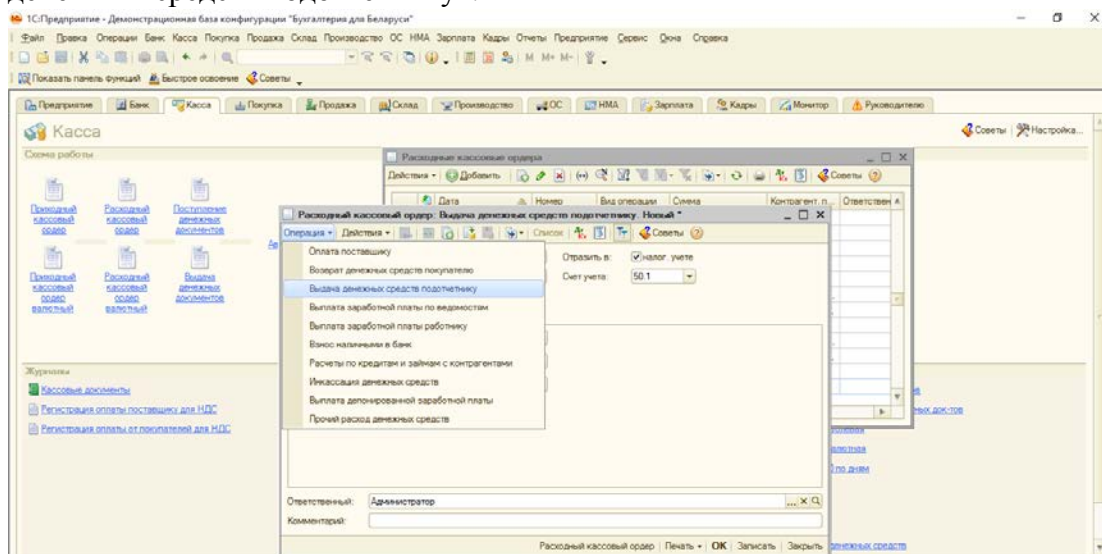 1С:Предприятие - Демонстрационная база конфигурации "Бухгалтерия для Беларуси"
Файл Правка Операции Банк Касса Покупка Продажа Склад Производство ОС НМА Зарплата Кадры Отчеты Предприятие Сервис Окна Справка
M M+ M-
Показать панель функций Быстрое освоение Советы
Предприятие Банк Касса Покупка Продажа Склад Производство ОС НМА Зарплата Кадры Монитор Руководителю
Касса Советы Настройка...
Схема работы
Расходные кассовые ордера
Действия Добавить Советы
Дата Номер Вид операции Сумма Контрагент, п... Ответствен
Приходный кассовый ордер
Расходный кассовый ордер
Поступление денежных документов
Приходный кассовый ордер валютный
Расходный кассовый ордер валютный
Выдача денежных документов
Расходный кассовый ордер: Выдача денежных средств подотчетнику. Новый *
Операция Действия Список Советы
Оплата поставщику
Возврат денежных средств покупателю
Выдача денежных средств подотчетнику
Выплата заработной платы по ведомостям
Выплата заработной платы работнику
Взнос наличными в банк
Расчеты по кредитам и займам с контрагентами
Инкассация денежных средств
Выплата депонированной заработной платы
Прочий расход денежных средств
Отразить в: налог. учете
Счет учета: 50.1
Журналы
Кассовые документы
Регистрация оплаты поставщику для НДС
Регистрация оплаты от покупателей для НДС
по дням
Ответственный: Администратор
Комментарий:
Расходный кассовый ордер Печать ОК Записать Закрыть
денежных средств